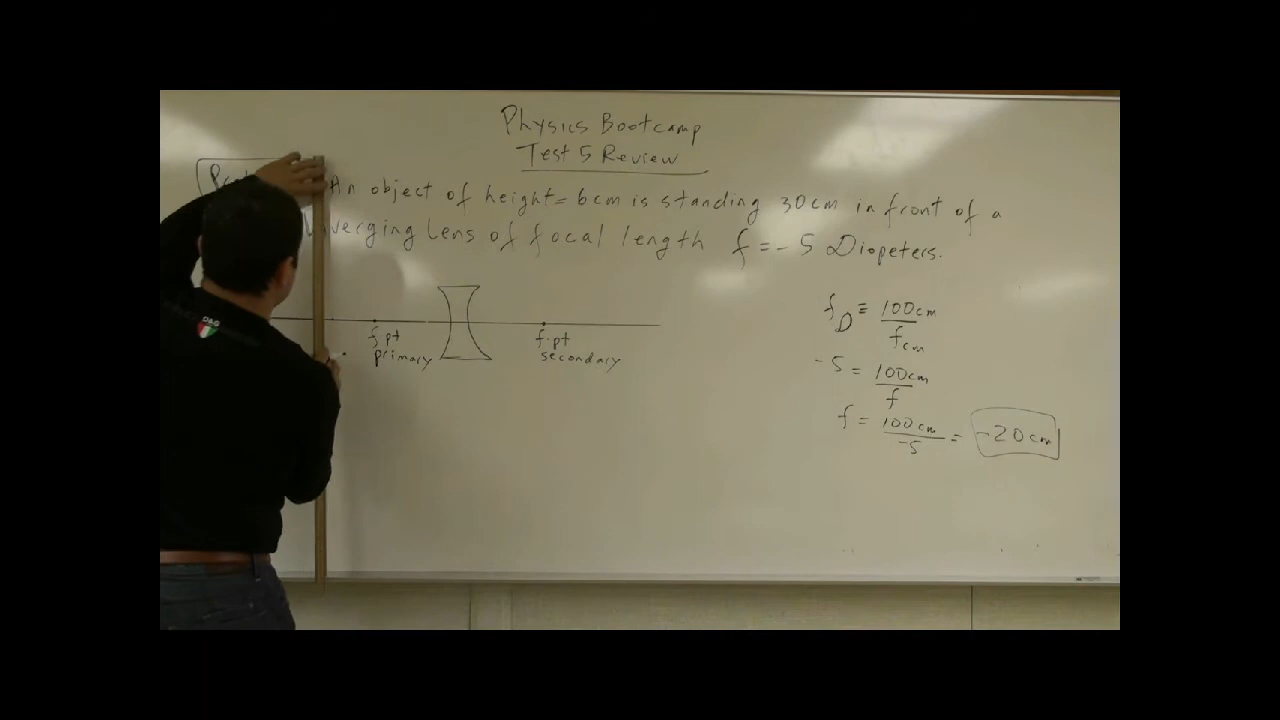 Physics Bootcamp
Test 5 Review
An object of height = 6cm is standing 30cm in front of a
verging Lens of focal length f = - 5 Diopeters.
f.pt
primary
f.pt
secondary
f_D ≡ 100cm / f_cm
-5 = 100cm / f
f = 100cm / -5 = -20cm
D&G